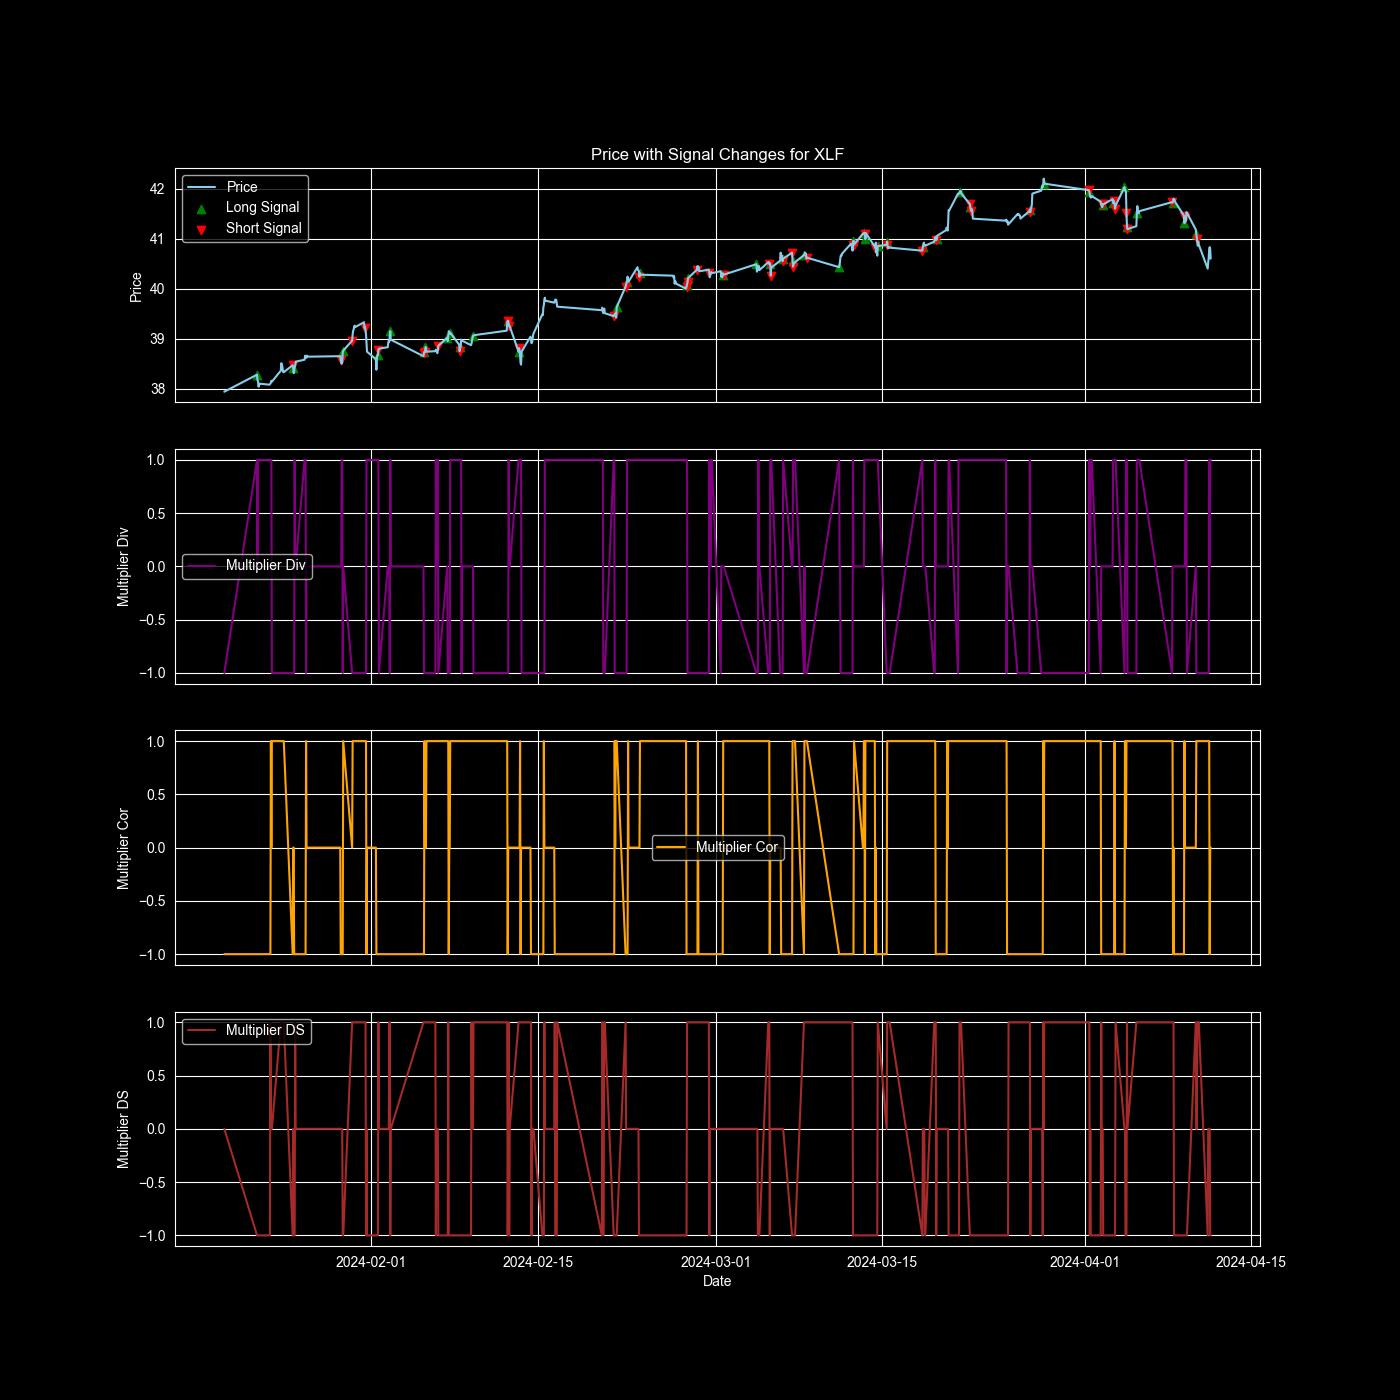 Price with Signal Changes for XLF
Price
42
41
40
39
38
Price
Long Signal
Short Signal
Multiplier Div
1.0
0.5
0.0
−0.5
−1.0
Multiplier Div
Multiplier Cor
1.0
0.5
0.0
−0.5
−1.0
Multiplier Cor
Multiplier DS
1.0
0.5
0.0
−0.5
−1.0
Multiplier DS
2024-02-01 2024-02-15 2024-03-01 2024-03-15 2024-04-01 2024-04-15
Date